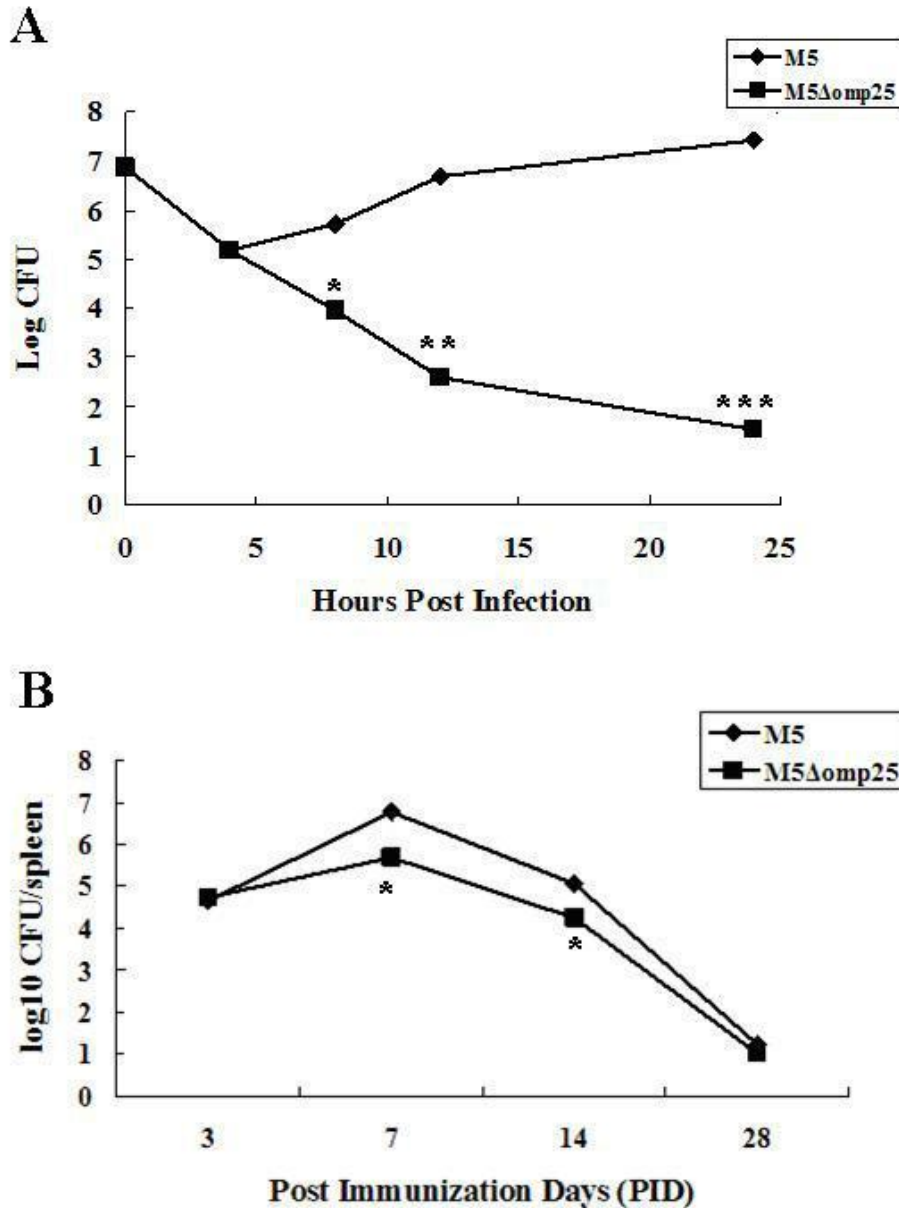 A
M5
M5Δomp25
8
7
6
5
4
3
2
1
0
Log CFU
*
**
***
0 5 10 15 20 25
Hours Post Infection
B
M5
M5Δomp25
8
7
6
5
4
3
2
1
0
log10 CFU/spleen
*
*
3 7 14 28
Post Immunization Days (PID)